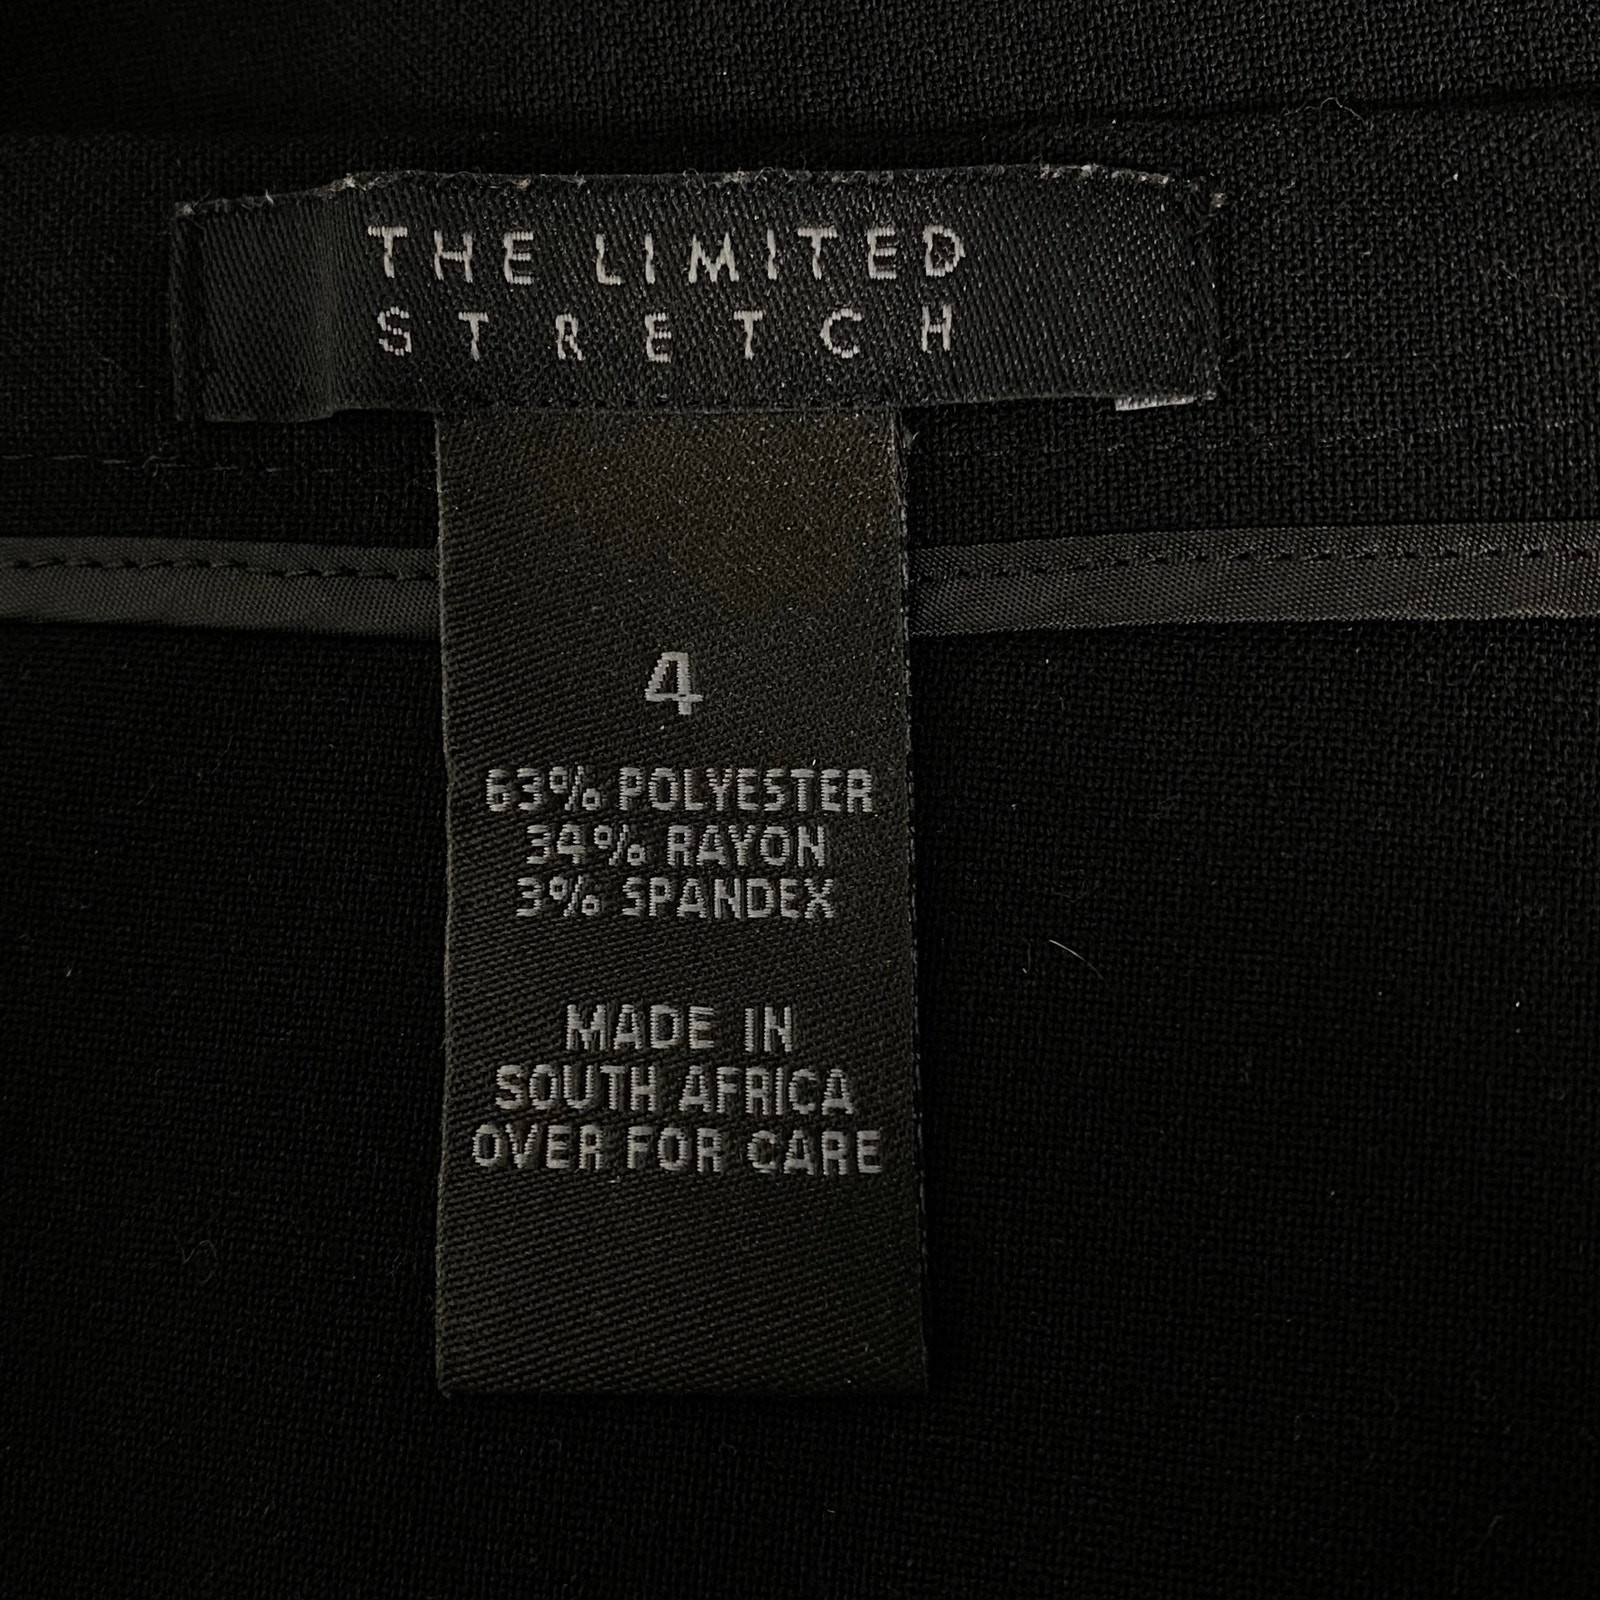 THE LIMITED
STRETCH
4
63% POLYESTER
34% RAYON
3% SPANDEX
MADE IN
SOUTH AFRICA
OVER FOR CARE